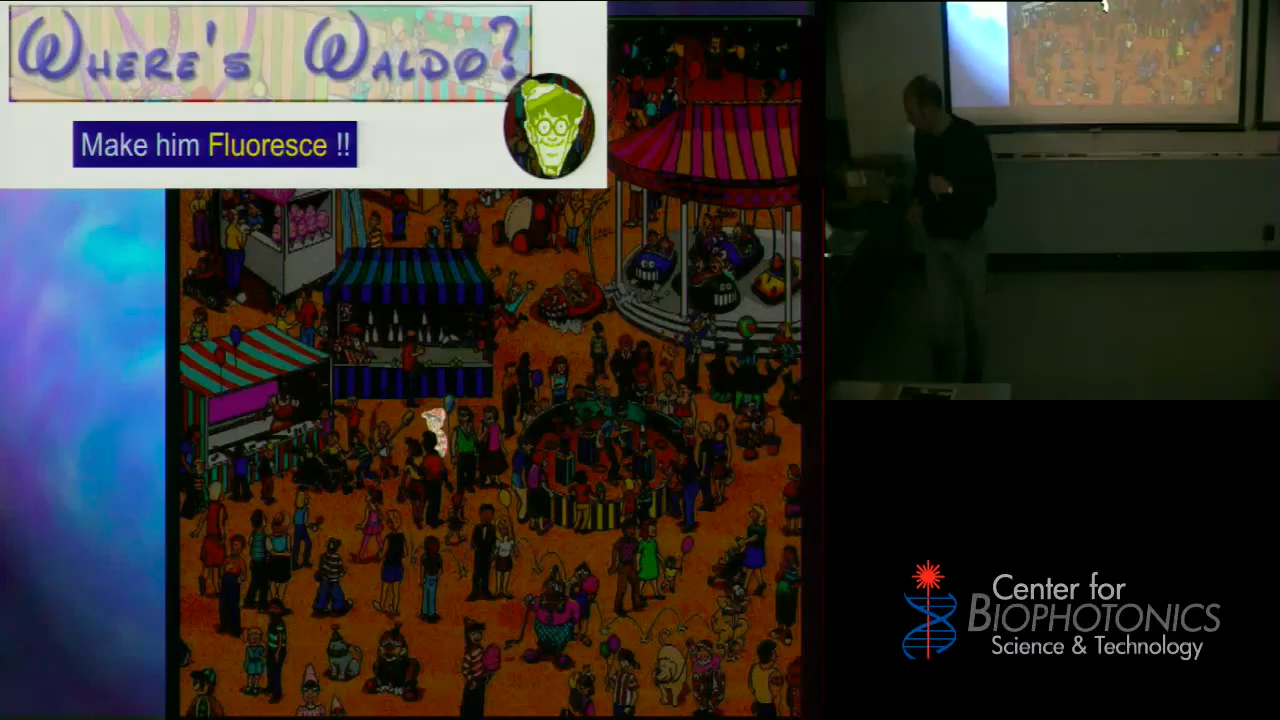 WHERE'S WALDO?
Make him Fluoresce !!
Center for
BIOPHOTONICS
Science & Technology